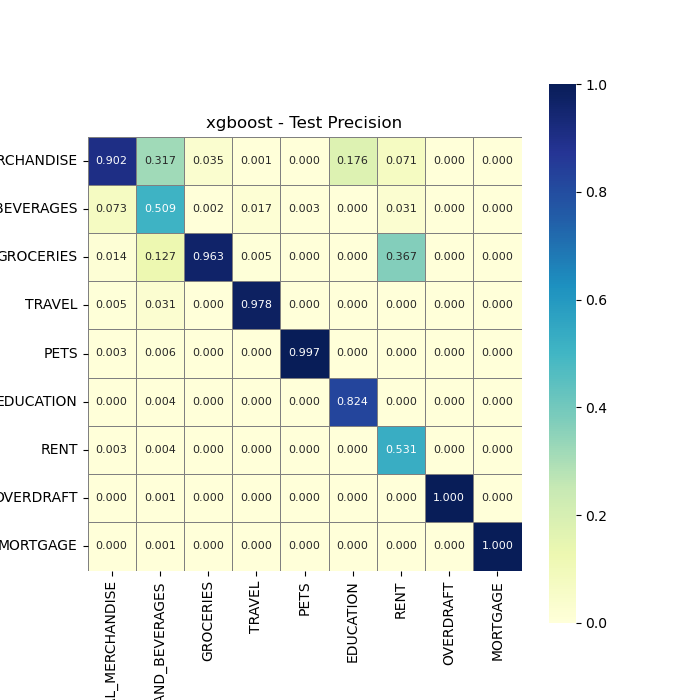 xgboost - Test Precision
RCHANDISE 0.902 0.317 0.035 0.001 0.000 0.176 0.071 0.000 0.000
BEVERAGES 0.073 0.509 0.002 0.017 0.003 0.000 0.031 0.000 0.000
GROCERIES 0.014 0.127 0.963 0.005 0.000 0.000 0.367 0.000 0.000
TRAVEL 0.005 0.031 0.000 0.978 0.000 0.000 0.000 0.000 0.000
PETS 0.003 0.006 0.000 0.000 0.997 0.000 0.000 0.000 0.000
EDUCATION 0.000 0.004 0.000 0.000 0.000 0.824 0.000 0.000 0.000
RENT 0.003 0.004 0.000 0.000 0.000 0.000 0.531 0.000 0.000
OVERDRAFT 0.000 0.001 0.000 0.000 0.000 0.000 0.000 1.000 0.000
MORTGAGE 0.000 0.001 0.000 0.000 0.000 0.000 0.000 0.000 1.000
L_MERCHANDISE
AND_BEVERAGES
GROCERIES
TRAVEL
PETS
EDUCATION
RENT
OVERDRAFT
MORTGAGE
1.0
0.8
0.6
0.4
0.2
0.0